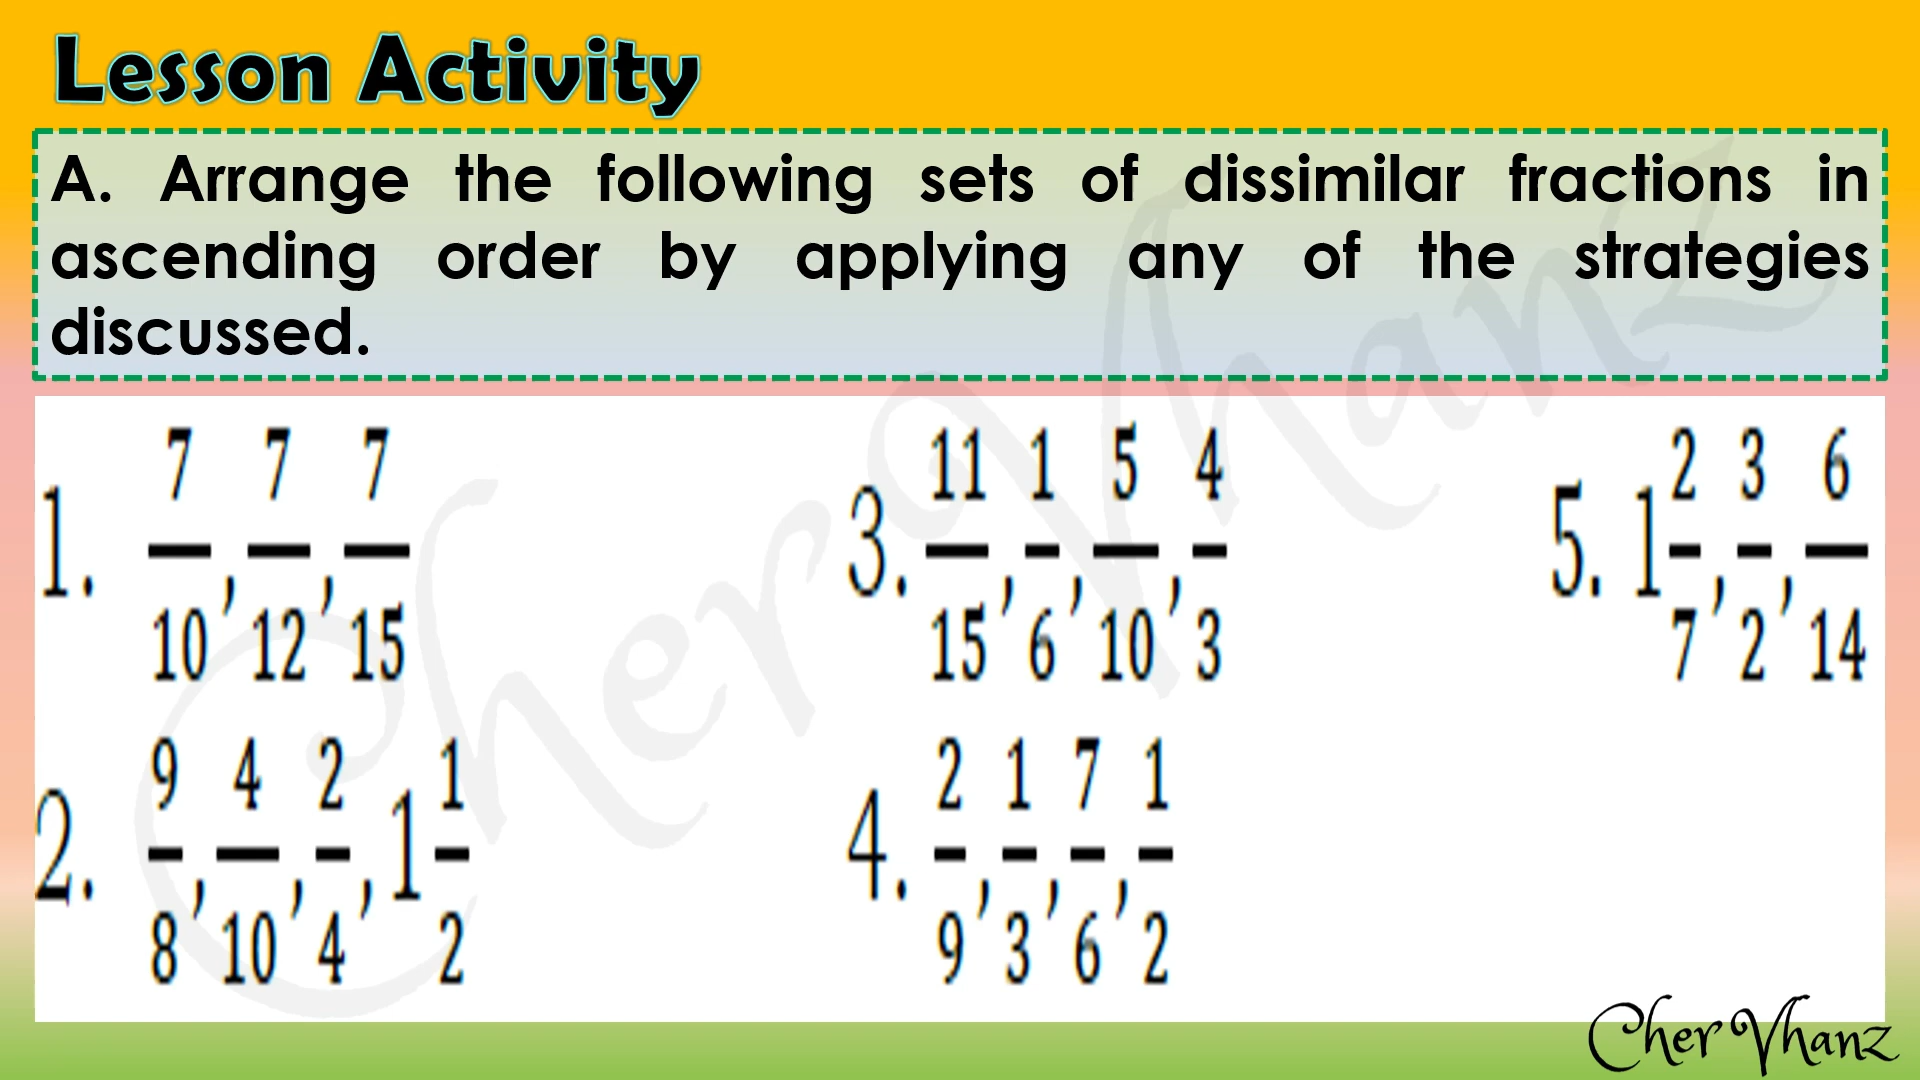 Lesson Activity
A. Arrange the following sets of dissimilar fractions in
ascending order by applying any of the strategies
discussed.
1. 7/10, 7/12, 7/15
2. 9/8, 4/10, 2/4, 1 1/2
3. 11/15, 1/6, 5/10, 4/3
4. 2/9, 1/3, 7/6, 1/2
5. 1 2/7, 3/2, 6/14
Cher Vhanz
Cher Vhanz